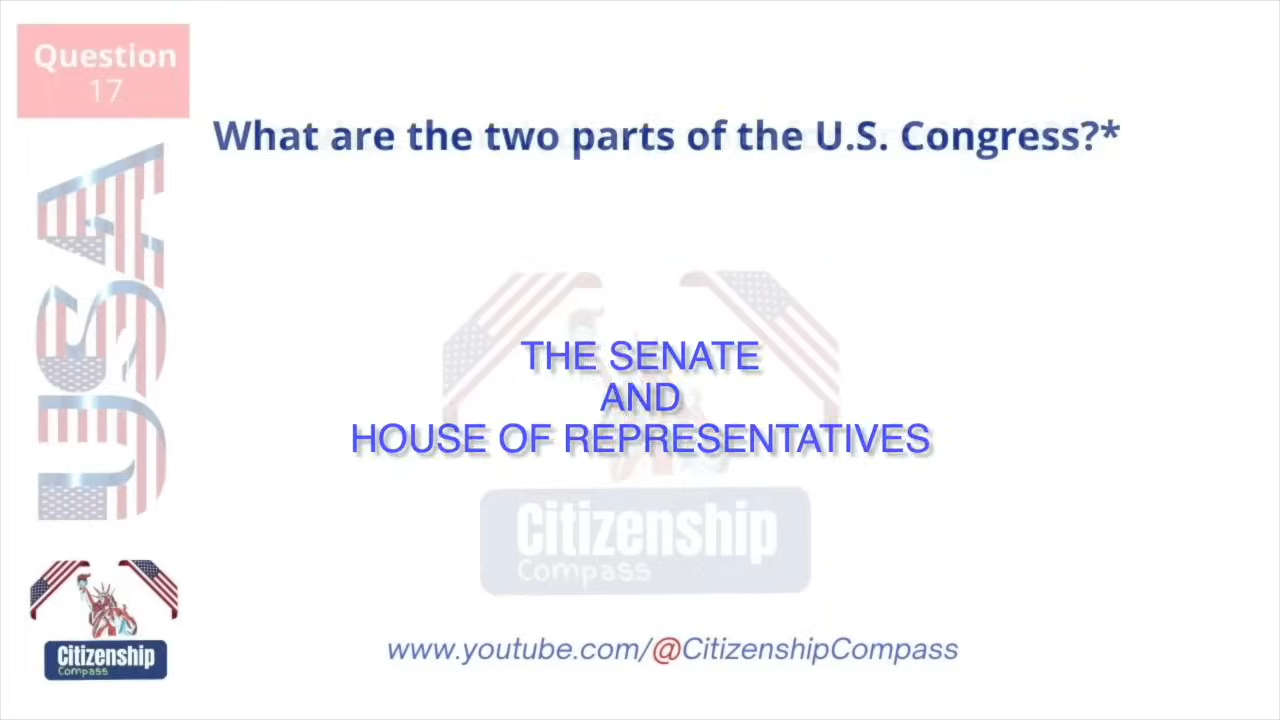 Question
17
What are the two parts of the U.S. Congress?*
USA
THE SENATE
AND
HOUSE OF REPRESENTATIVES
Citizenship
Compass
Citizenship
Compass
www.youtube.com/@CitizenshipCompass